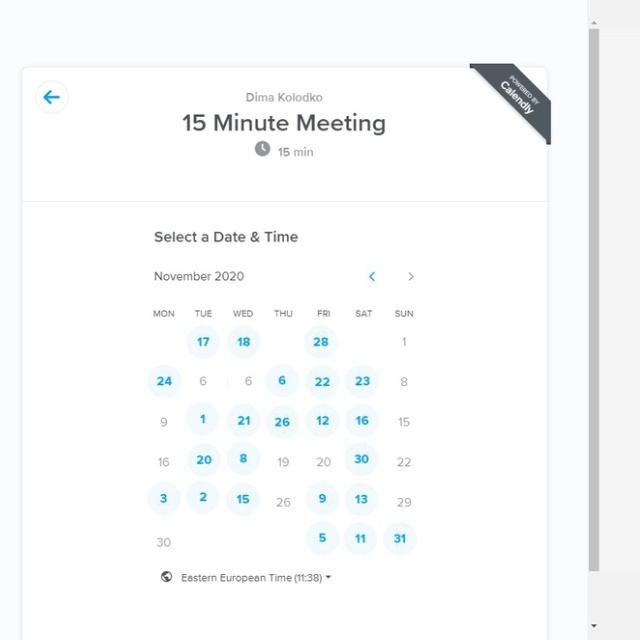 POWERED BY
Calendly
Dima Kolodko
15 Minute Meeting
15 min
Select a Date & Time
November 2020
MON TUE WED THU FRI SAT SUN
17 18 28 1
24 6 6 6 22 23 8
9 1 21 26 12 16 15
16 20 8 19 20 30 22
3 2 15 26 9 13 29
30 5 11 31
Eastern European Time (11:38)